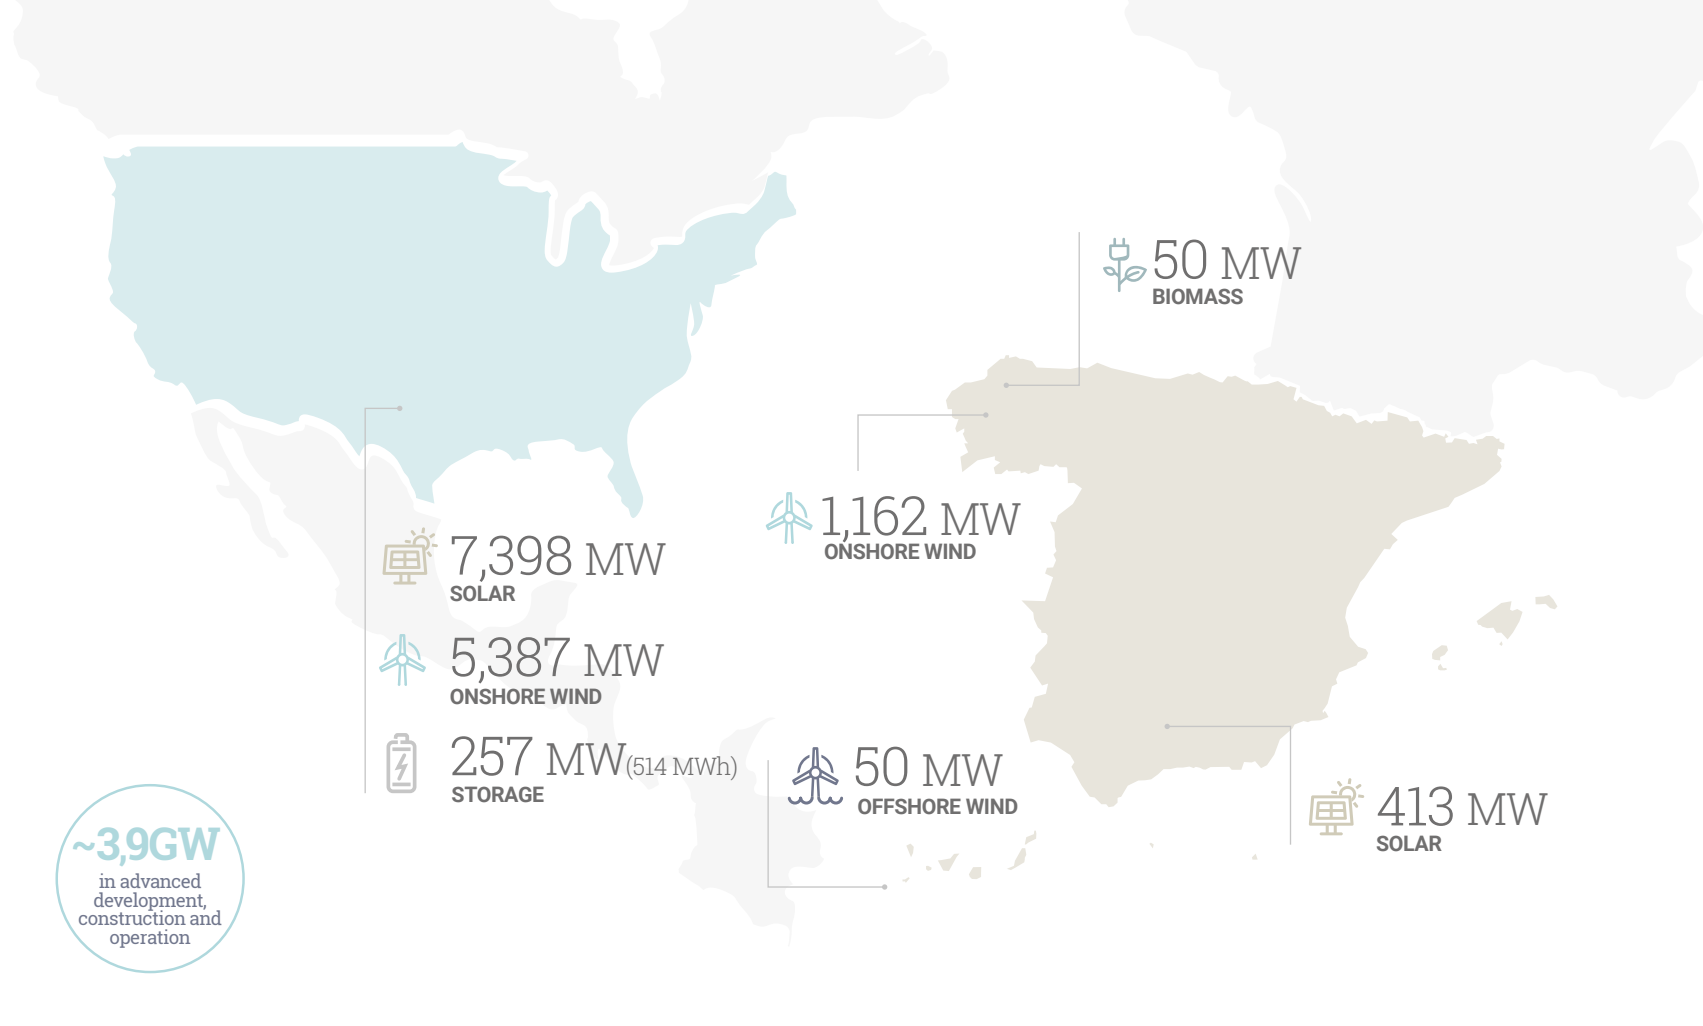 50 MW
BIOMASS
1,162 MW
ONSHORE WIND
7,398 MW
SOLAR
5,387 MW
ONSHORE WIND
257 MW(514 MWh)
STORAGE
50 MW
OFFSHORE WIND
413 MW
SOLAR
~3,9GW
in advanced
development,
construction and
operation